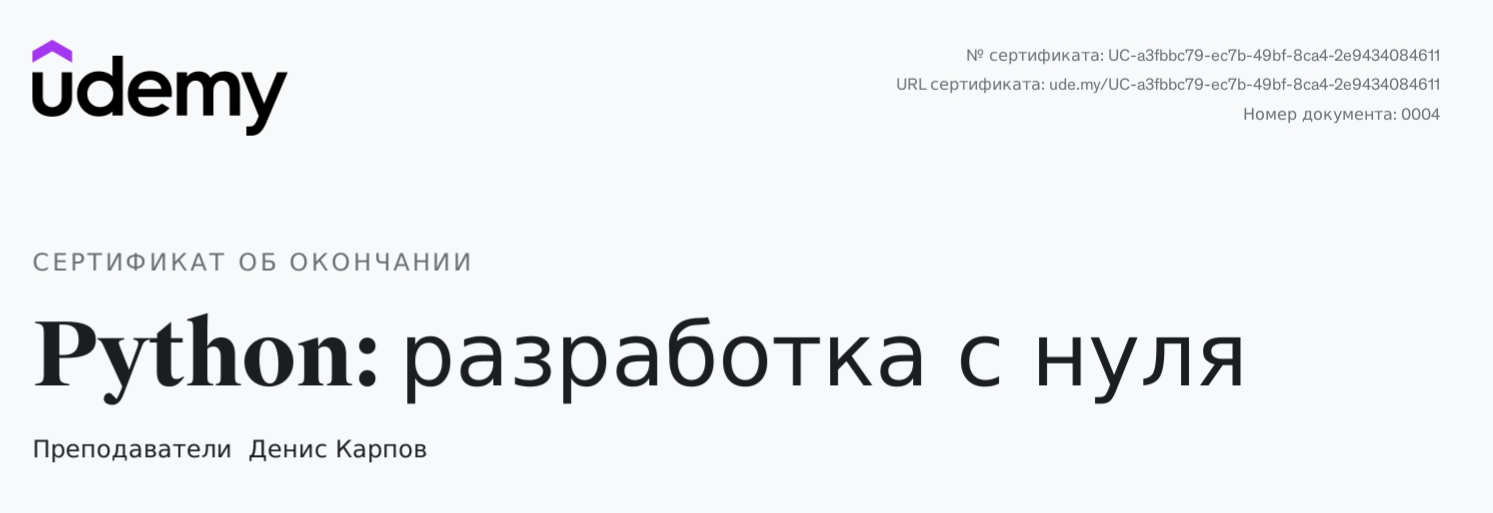 udemy
№ сертификата: UC-a3fbbc79-ec7b-49bf-8ca4-2e9434084611
URL сертификата: ude.my/UC-a3fbbc79-ec7b-49bf-8ca4-2e9434084611
Номер документа: 0004
СЕРТИФИКАТ ОБ ОКОНЧАНИИ
Python: разработка с нуля
Преподаватели Денис Карпов